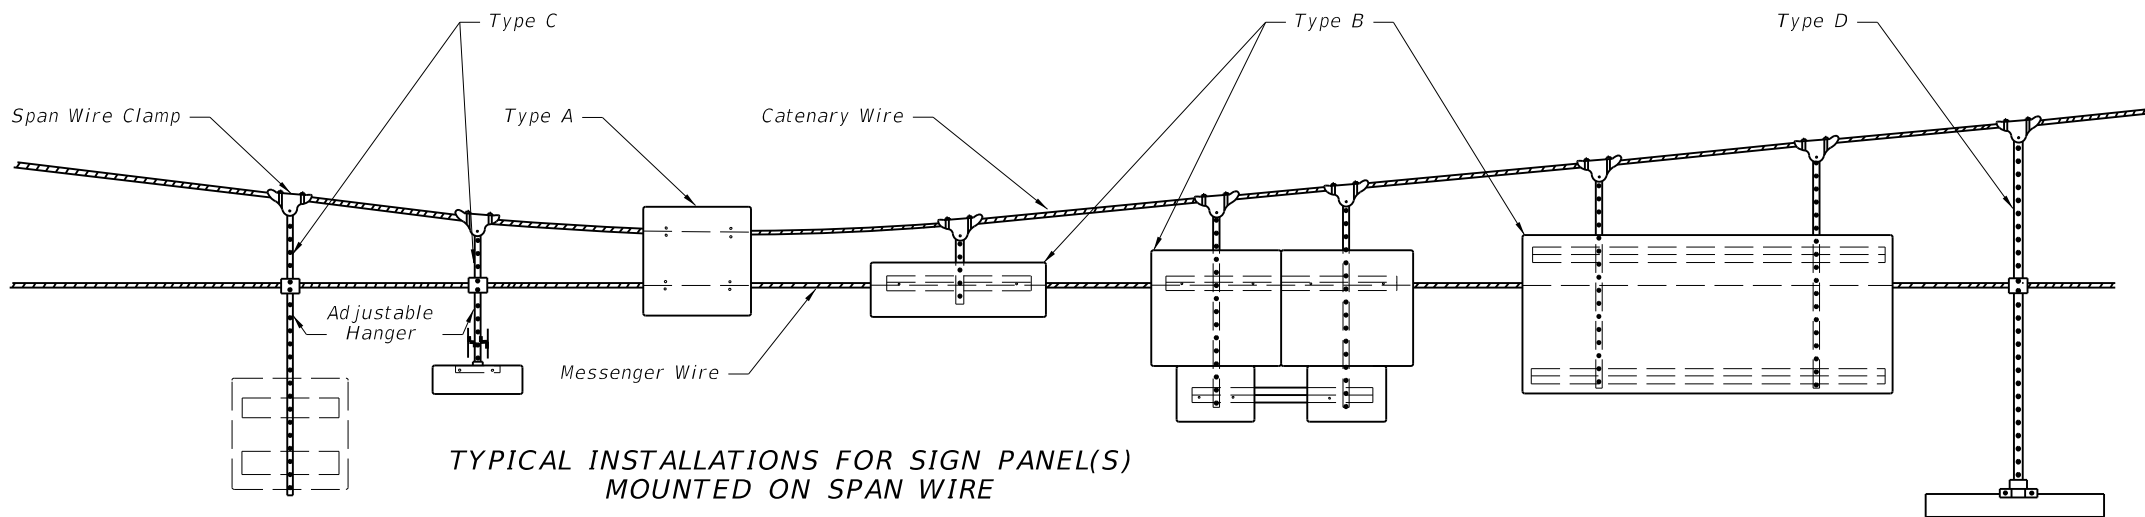 Type C
Type B
Type D
Span Wire Clamp
Type A
Catenary Wire
Adjustable
Hanger
Messenger Wire
TYPICAL INSTALLATIONS FOR SIGN PANEL(S)
MOUNTED ON SPAN WIRE